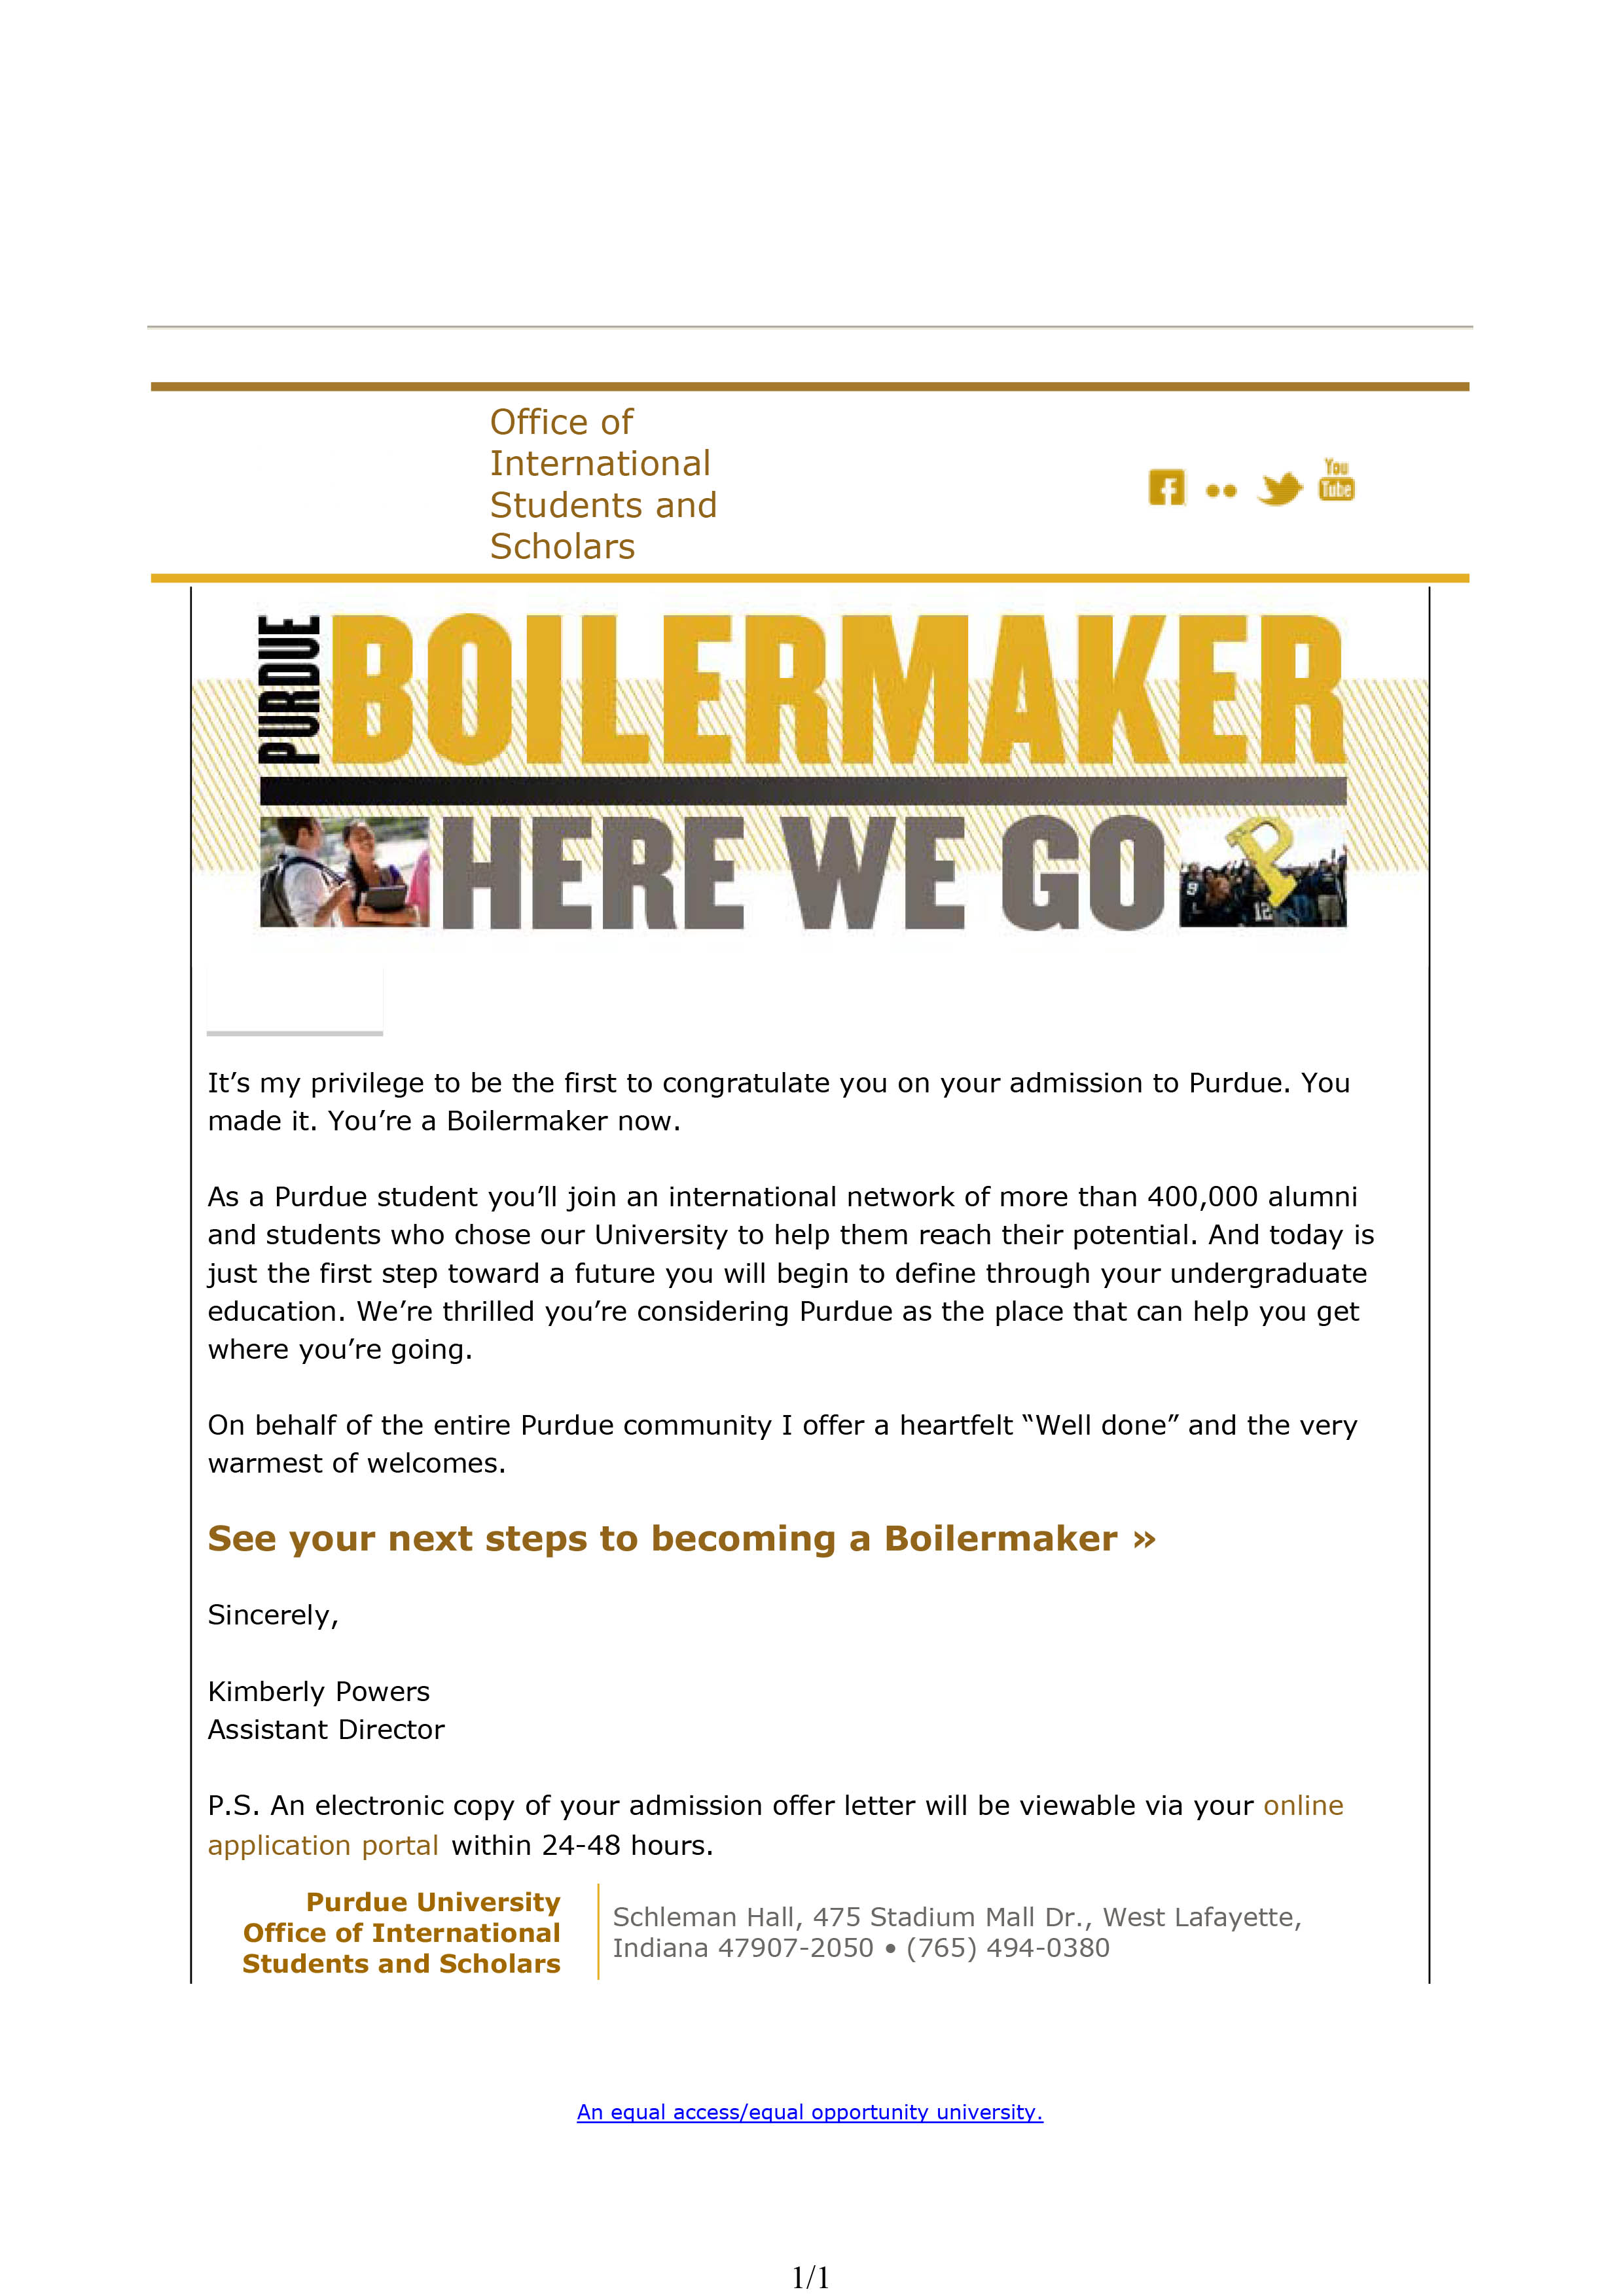 Office of
International
Students and
Scholars
You
Tube
PURDUE
BOILERMAKER
HERE WE GO
9
12
It’s my privilege to be the first to congratulate you on your admission to Purdue. You
made it. You’re a Boilermaker now.
As a Purdue student you’ll join an international network of more than 400,000 alumni
and students who chose our University to help them reach their potential. And today is
just the first step toward a future you will begin to define through your undergraduate
education. We’re thrilled you’re considering Purdue as the place that can help you get
where you’re going.
On behalf of the entire Purdue community I offer a heartfelt “Well done” and the very
warmest of welcomes.
See your next steps to becoming a Boilermaker »
Sincerely,
Kimberly Powers
Assistant Director
P.S. An electronic copy of your admission offer letter will be viewable via your online
application portal within 24-48 hours.
Purdue University
Office of International
Students and Scholars
Schleman Hall, 475 Stadium Mall Dr., West Lafayette,
Indiana 47907-2050 • (765) 494-0380
An equal access/equal opportunity university.
1/1